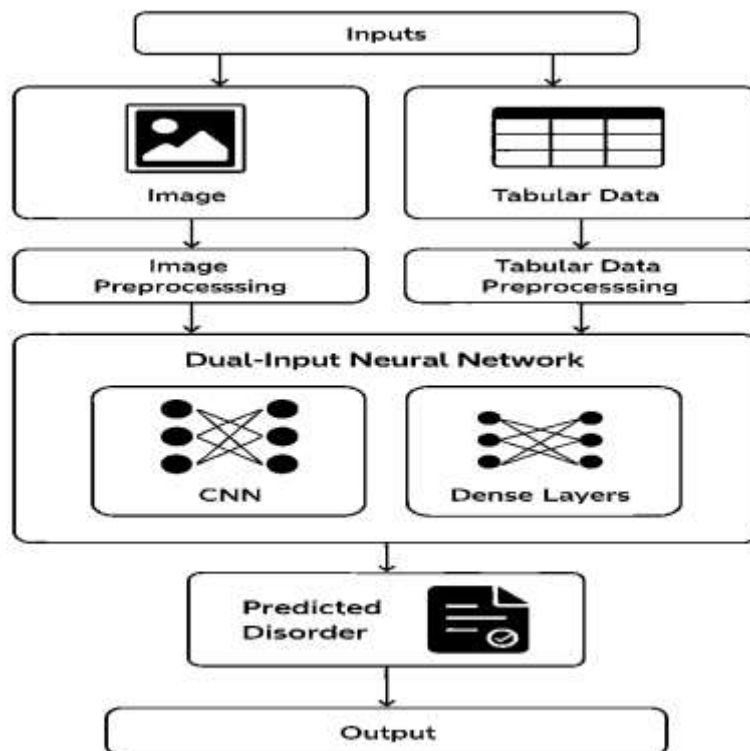 Inputs
Image
Tabular Data
Image
Preprocesssing
Tabular Data
Preprocesssing
Dual-Input Neural Network
CNN
Dense Layers
Predicted
Disorder
Output